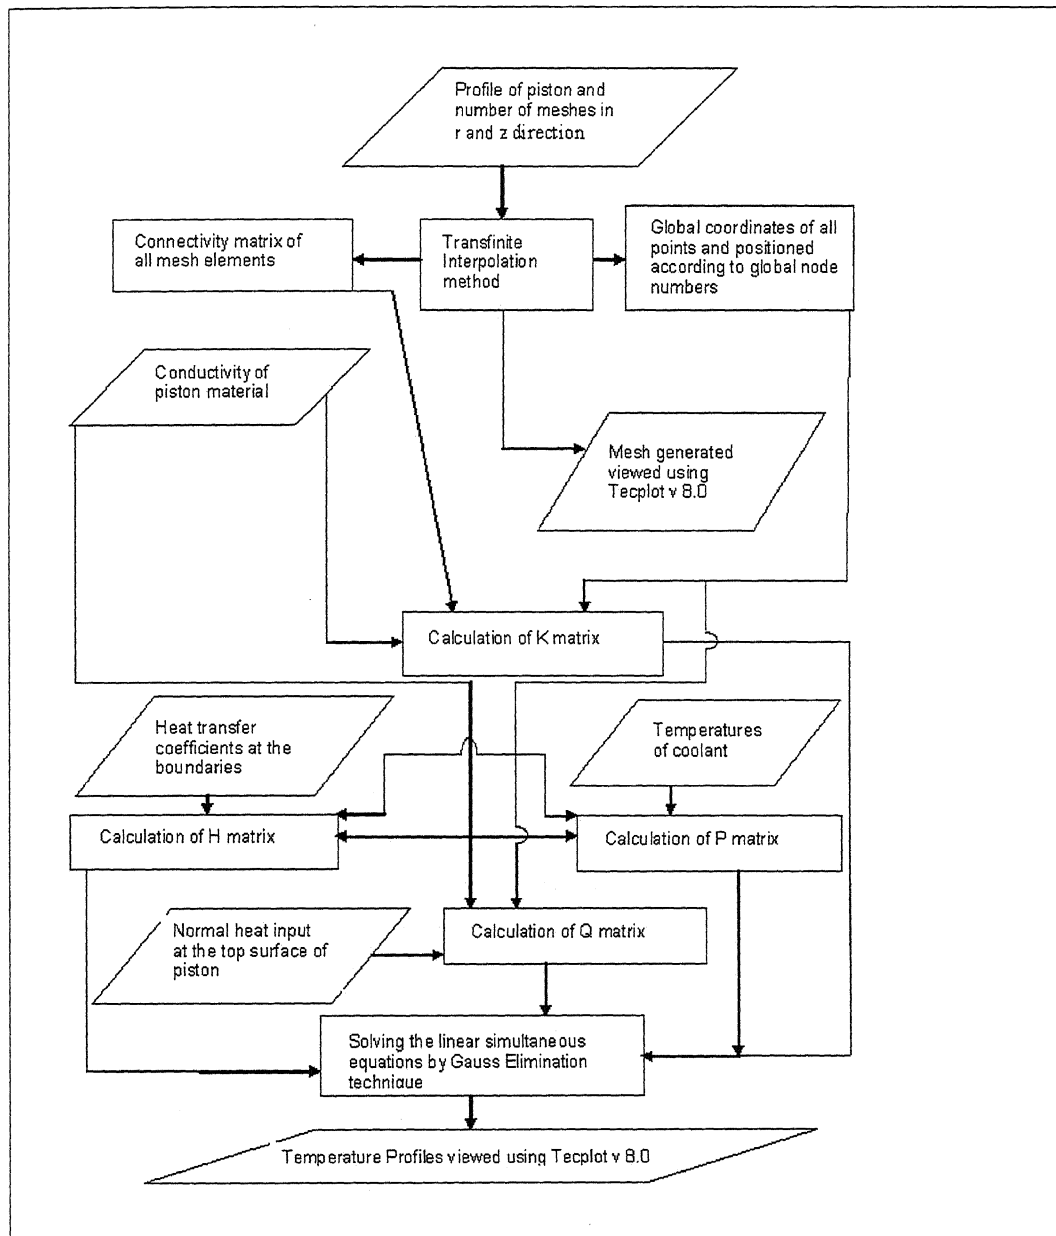 Profile of piston and
number of meshes in
r and z direction
Connectivity matrix of
all mesh elements
Transfinite
Interpolation
method
Global coordinates of all
points and positioned
according to global node
numbers
Conductivity of
piston material
Mesh generated
viewed using
Tecplot v 8.0
Calculation of K matrix
Heat transfer
coefficients at the
boundaries
Temperatures
of coolant
Calculation of H matrix
Calculation of P matrix
Normal heat input
at the top surface of
piston
Calculation of Q matrix
Solving the linear simultaneous
equations by Gauss Elimination
technique
Temperature Profiles viewed using Tecplot v 8.0